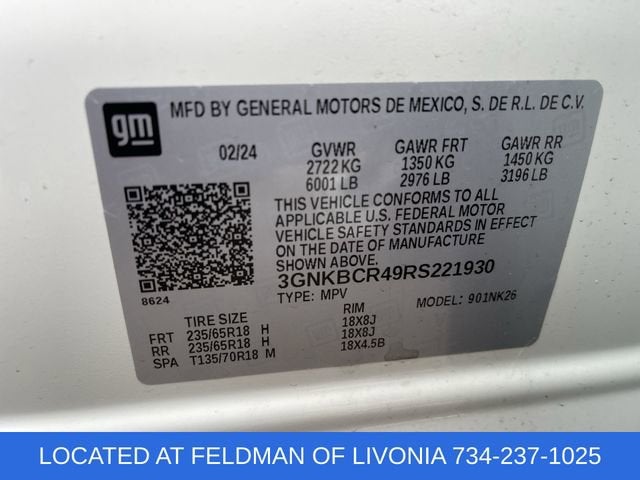 gm
MFD BY GENERAL MOTORS DE MEXICO, S. DE R.L. DE C.V.
02/24 GVWR GAWR FRT GAWR RR
2722 KG 1350 KG 1450 KG
6001 LB 2976 LB 3196 LB
THIS VEHICLE CONFORMS TO ALL
APPLICABLE U.S. FEDERAL MOTOR
VEHICLE SAFETY STANDARDS IN EFFECT
ON THE DATE OF MANUFACTURE
SHOWN ABOVE.
3GNKBCR49RS221930
8624
TYPE: MPV MODEL: 901NK26
TIRE SIZE RIM
FRT 235/65R18 H 18X8J
RR 235/65R18 H 18X8J
SPA T135/70R18 M 18X4.5B
LOCATED AT FELDMAN OF LIVONIA 734-237-1025